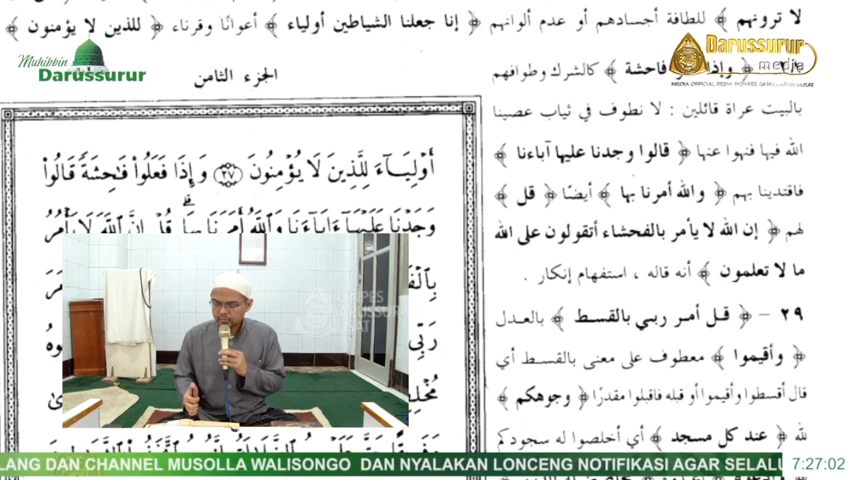 لا ترونهم ﴾ للطافة أجسادهم أو عدم ألوانهم ﴿ إنا جعلنا الشياطين أولياء ﴾ أعوانًا وقرناء ﴿ للذين لا يؤمنون ﴾
Muhibbin
Darussurur
الجزء الثامن
Darussurur
media
فاحشة ﴾ كالشرك وطوافهم
بالبيت عراة قائلين : لا نطوف في ثياب عصينا
الله فيها فنهوا عنها ﴿ قالوا وجدنا عليها آباءنا ﴾
فاقتدينا بهم ﴿ والله أمرنا بها ﴾ أيضًا ﴿ قل ﴾
لهم ﴿ إن الله لا يأمر بالفحشاء أتقولون على الله
ما لا تعلمون ﴾ أنه قاله ، استفهام إنكار .
٢٩ – ﴿ قل أمر ربي بالقسط ﴾ بالعدل
﴿ وأقيموا ﴾ معطوف على معنى بالقسط أي
قال أقسطوا وأقيموا أو قبله فاقبلوا مقدرًا ﴿ وجوهكم ﴾
لله ﴿ عند كل مسجد ﴾ أي أخلصوا له سجودكم
أَوْلِيَآءَ لِلَّذِينَ لَا يُؤْمِنُونَ ٢٧ وَإِذَا فَعَلُوا۟ فَٰحِشَةً قَالُوا۟
وَجَدْنَا عَلَيْهَآ ءَابَآءَنَا وَٱللَّهُ أَمَرَنَا بِهَا قُلْ إِنَّ ٱللَّهَ لَا يَأْمُرُ
LANG DAN CHANNEL MUSOLLA WALISONGO DAN NYALAKAN LONCENG NOTIFIKASI AGAR SELALU
7:27:02